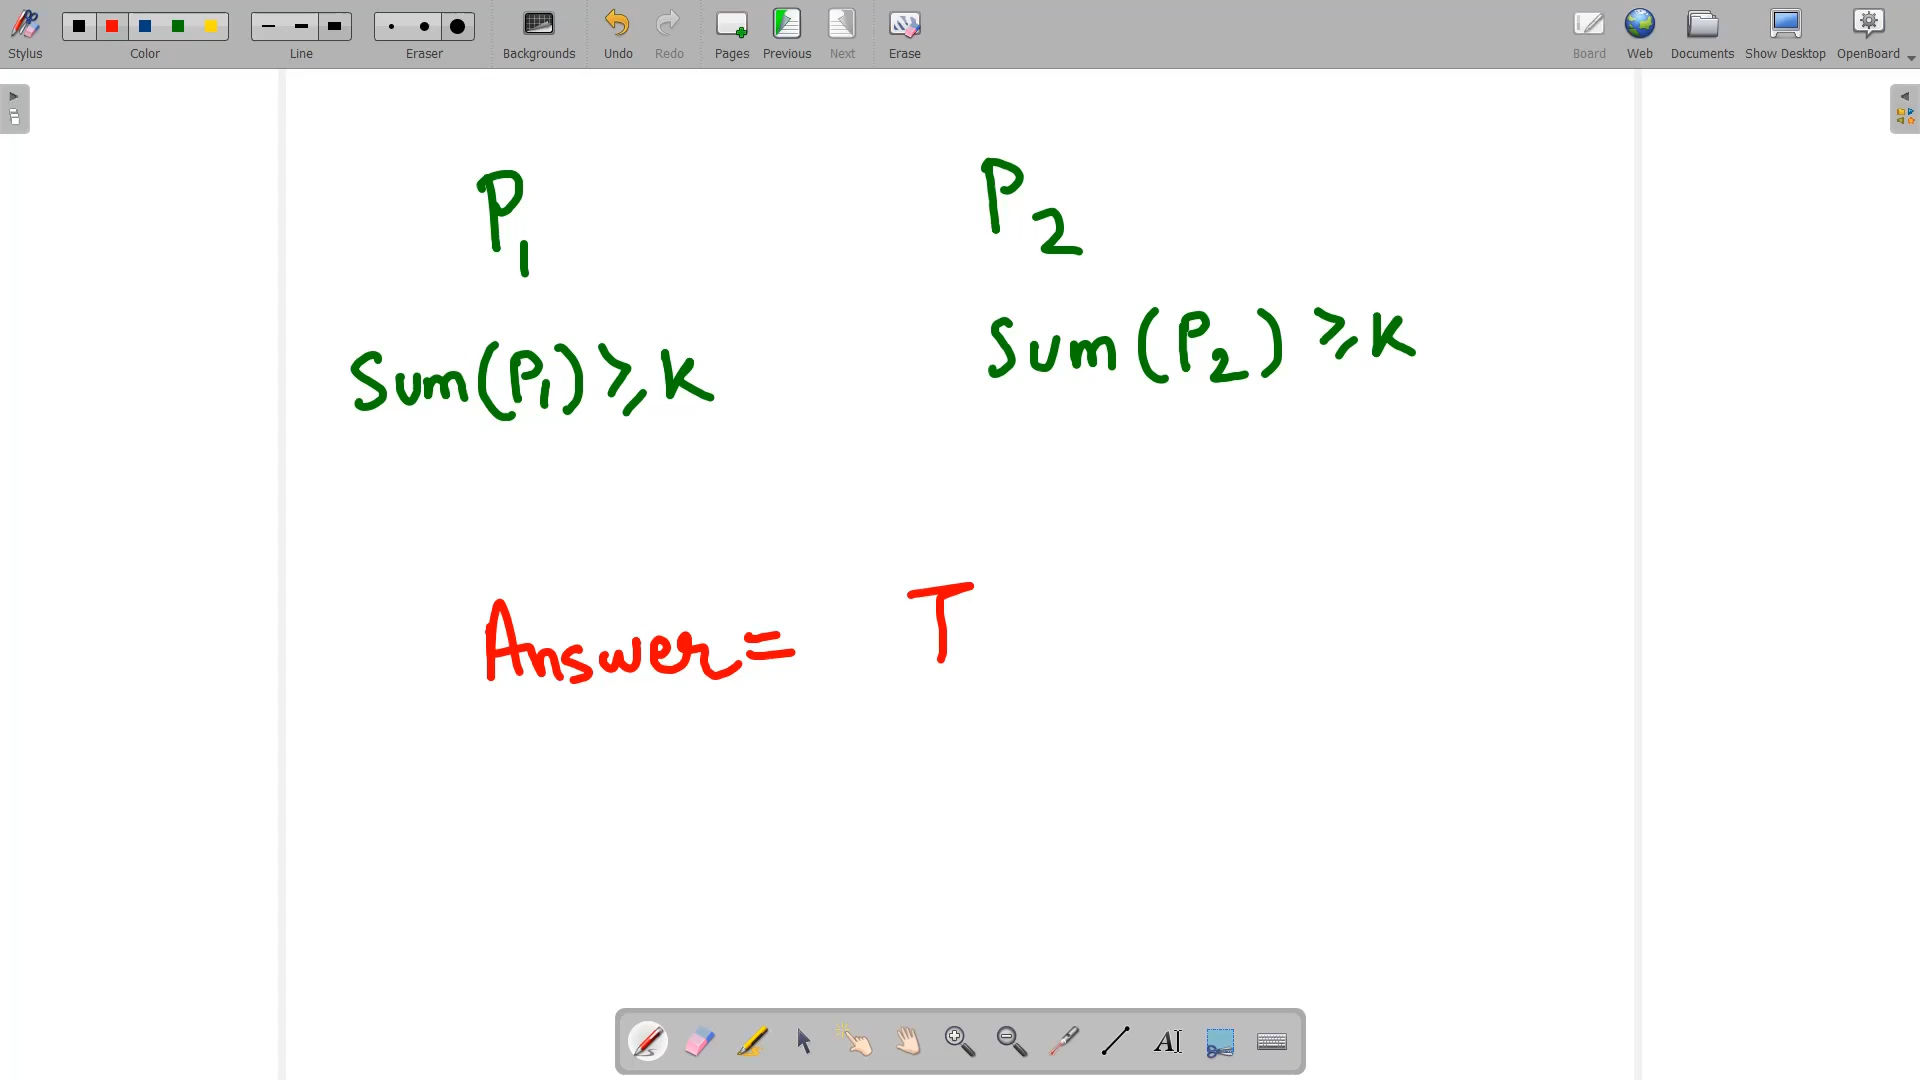 Stylus Color Line Eraser Backgrounds Undo Redo Pages Previous Next Erase Board Web Documents Show Desktop OpenBoard
P1 P2
Sum(P1) ⩾ K Sum(P2) ⩾ K
Answer = T